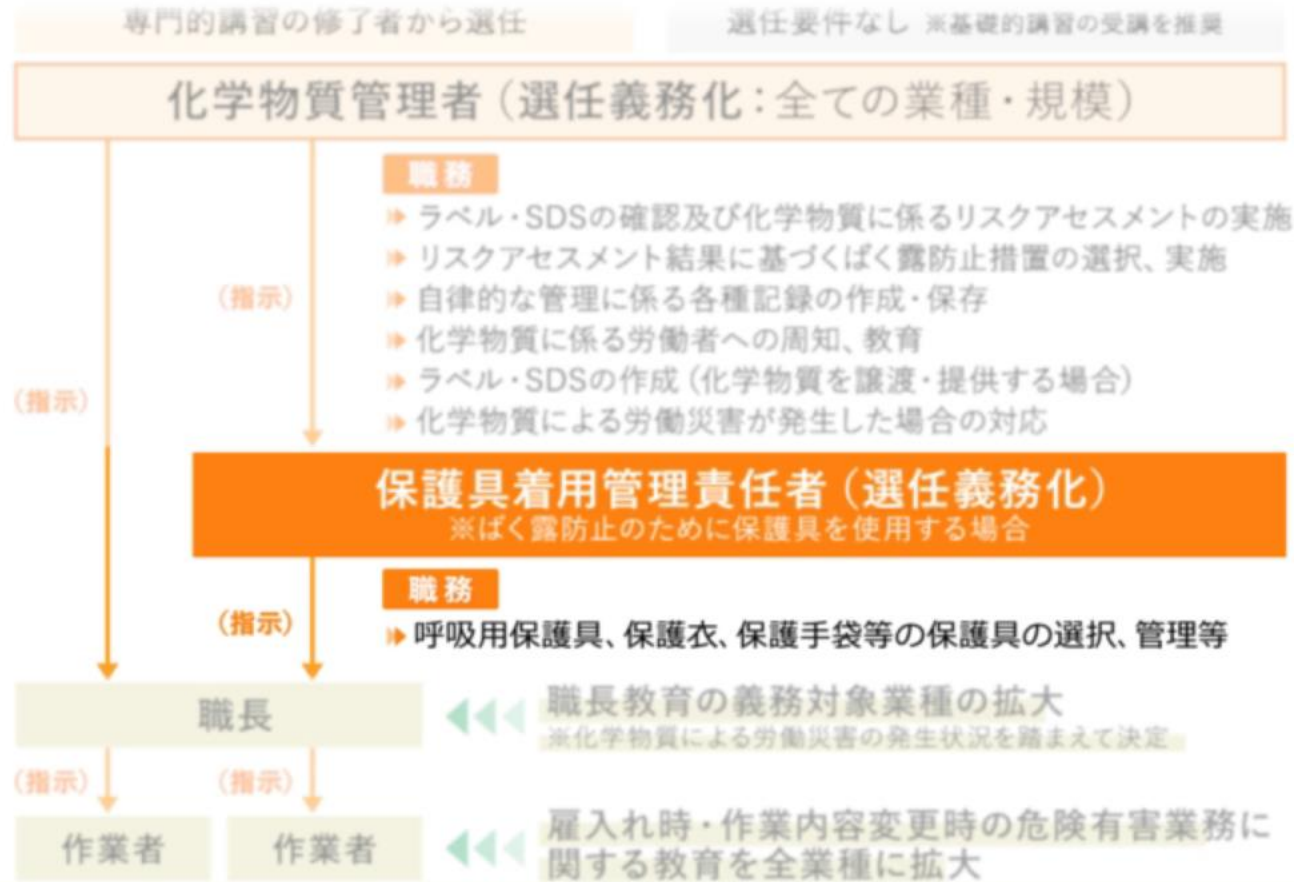 専門的講習の修了者から選任
選任要件なし ※基礎的講習の受講を推奨
化学物質管理者（選任義務化：全ての業種・規模）
職務
ラベル・SDSの確認及び化学物質に係るリスクアセスメントの実施
リスクアセスメント結果に基づくばく露防止措置の選択、実施
（指示）
自律的な管理に係る各種記録の作成・保存
化学物質に係る労働者への周知、教育
ラベル・SDSの作成（化学物質を譲渡・提供する場合）
（指示）
化学物質による労働災害が発生した場合の対応
保護具着用管理責任者（選任義務化）
※ばく露防止のために保護具を使用する場合
職務
（指示）
呼吸用保護具、保護衣、保護手袋等の保護具の選択、管理等
職長
職長教育の義務対象業種の拡大
※化学物質による労働災害の発生状況を踏まえて決定
（指示）
（指示）
作業者
作業者
雇入れ時・作業内容変更時の危険有害業務に
関する教育を全業種に拡大